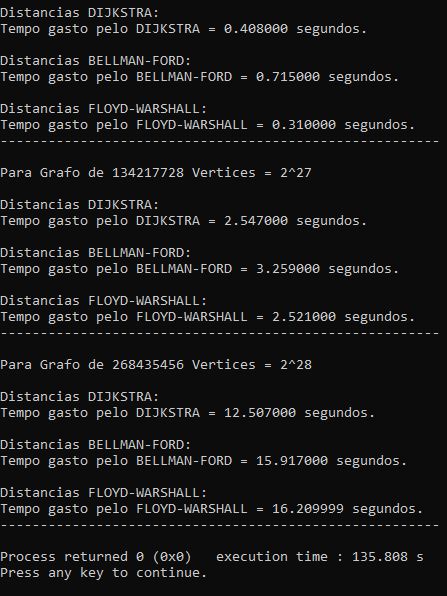 Distancias DIJKSTRA:
Tempo gasto pelo DIJKSTRA = 0.408000 segundos.
Distancias BELLMAN-FORD:
Tempo gasto pelo BELLMAN-FORD = 0.715000 segundos.
Distancias FLOYD-WARSHALL:
Tempo gasto pelo FLOYD-WARSHALL = 0.310000 segundos.
-------------------------------------------------------
Para Grafo de 134217728 Vertices = 2^27
Distancias DIJKSTRA:
Tempo gasto pelo DIJKSTRA = 2.547000 segundos.
Distancias BELLMAN-FORD:
Tempo gasto pelo BELLMAN-FORD = 3.259000 segundos.
Distancias FLOYD-WARSHALL:
Tempo gasto pelo FLOYD-WARSHALL = 2.521000 segundos.
-------------------------------------------------------
Para Grafo de 268435456 Vertices = 2^28
Distancias DIJKSTRA:
Tempo gasto pelo DIJKSTRA = 12.507000 segundos.
Distancias BELLMAN-FORD:
Tempo gasto pelo BELLMAN-FORD = 15.917000 segundos.
Distancias FLOYD-WARSHALL:
Tempo gasto pelo FLOYD-WARSHALL = 16.209999 segundos.
-------------------------------------------------------
Process returned 0 (0x0)   execution time : 135.808 s
Press any key to continue.